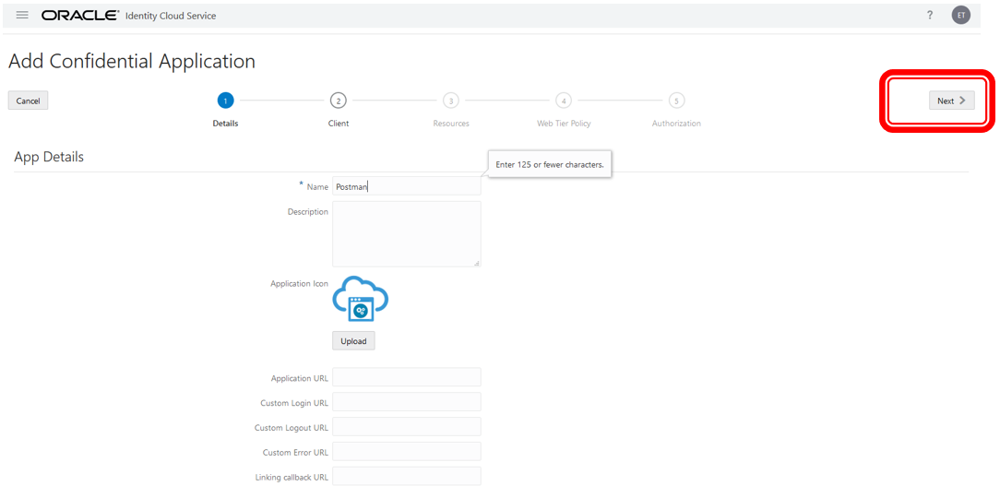 ORACLE® Identity Cloud Service ? ET
Add Confidential Application
Cancel 1 2 3 4 5 Next
Details Client Resources Web Tier Policy Authorization
App Details
Enter 125 or fewer characters.
* Name Postman
Description
Application Icon
Upload
Application URL
Custom Login URL
Custom Logout URL
Custom Error URL
Linking callback URL